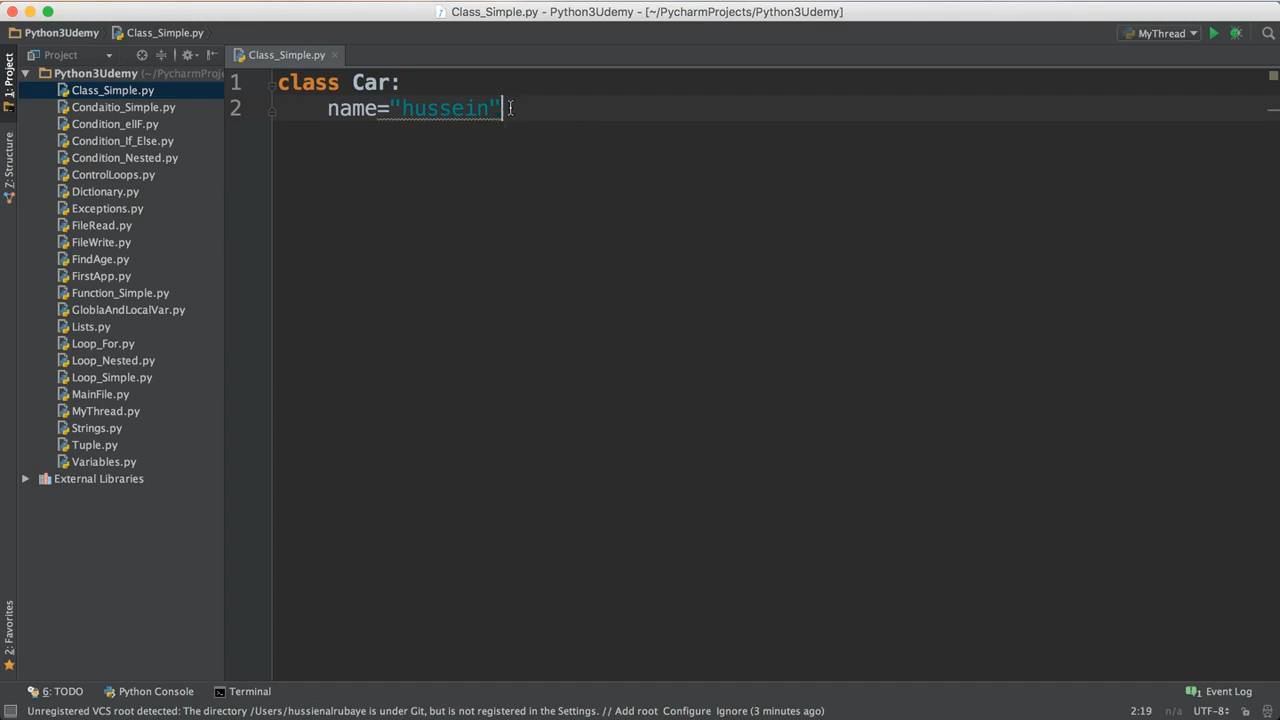 Class_Simple.py - Python3Udemy - [~/PycharmProjects/Python3Udemy]
Python3Udemy
Class_Simple.py
MyThread
1: Project
Z: Structure
2: Favorites
Project
Class_Simple.py
Python3Udemy (~/PycharmProj
Class_Simple.py
Condaitio_Simple.py
Condition_elIF.py
Condition_If_Else.py
Condition_Nested.py
ControlLoops.py
Dictionary.py
Exceptions.py
FileRead.py
FileWrite.py
FindAge.py
FirstApp.py
Function_Simple.py
GloblaAndLocalVar.py
Lists.py
Loop_For.py
Loop_Nested.py
Loop_Simple.py
MainFile.py
MyThread.py
Strings.py
Tuple.py
Variables.py
External Libraries
1 class Car:
2 name="hussein"
6: TODO
Python Console
Terminal
1 Event Log
Unregistered VCS root detected: The directory /Users/hussienalrubaye is under Git, but is not registered in the Settings. // Add root Configure Ignore (3 minutes ago)
2:19 n/a UTF-8